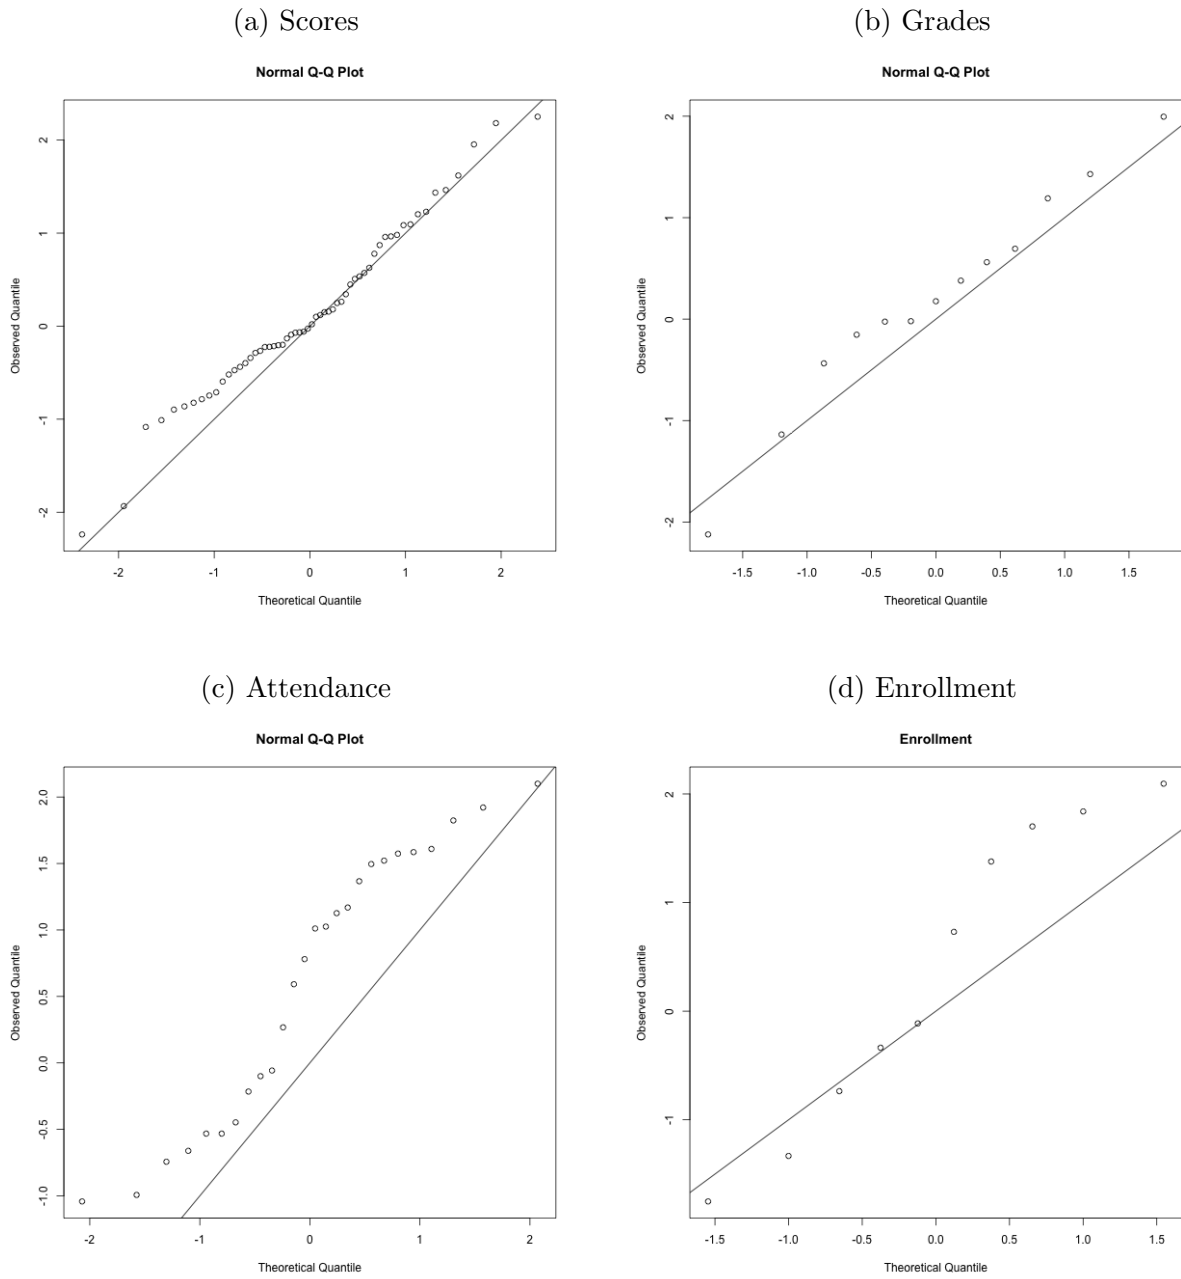 (a) Scores
Normal Q-Q Plot
Observed Quantile
2
1
0
-1
-2
-2 -1 0 1 2
Theoretical Quantile
(b) Grades
Normal Q-Q Plot
Observed Quantile
2
1
0
-1
-2
-1.5 -1.0 -0.5 0.0 0.5 1.0 1.5
Theoretical Quantile
(c) Attendance
Normal Q-Q Plot
Observed Quantile
2.0
1.5
1.0
0.5
0.0
-0.5
-1.0
-2 -1 0 1 2
Theoretical Quantile
(d) Enrollment
Enrollment
Observed Quantile
2
1
0
-1
-1.5 -1.0 -0.5 0.0 0.5 1.0 1.5
Theoretical Quantile